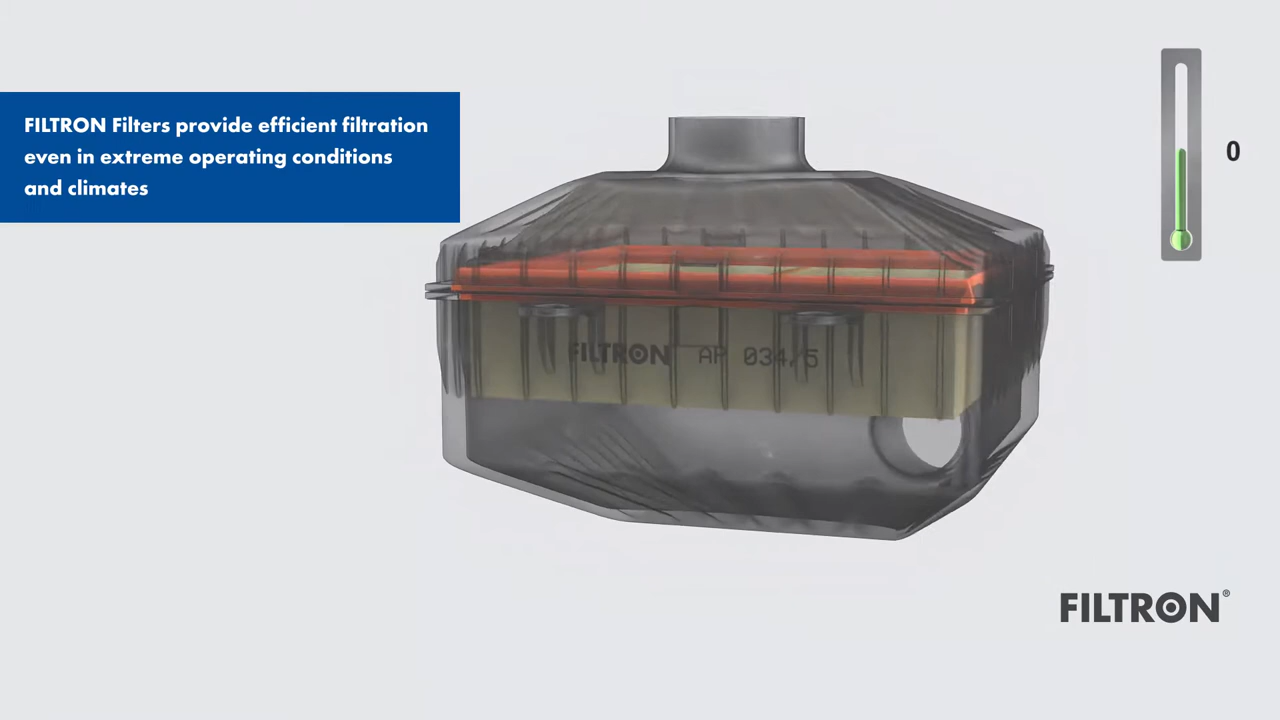 FILTRON Filters provide efficient filtration
even in extreme operating conditions
and climates
0
FILTRON AP 034/5
FILTRON®